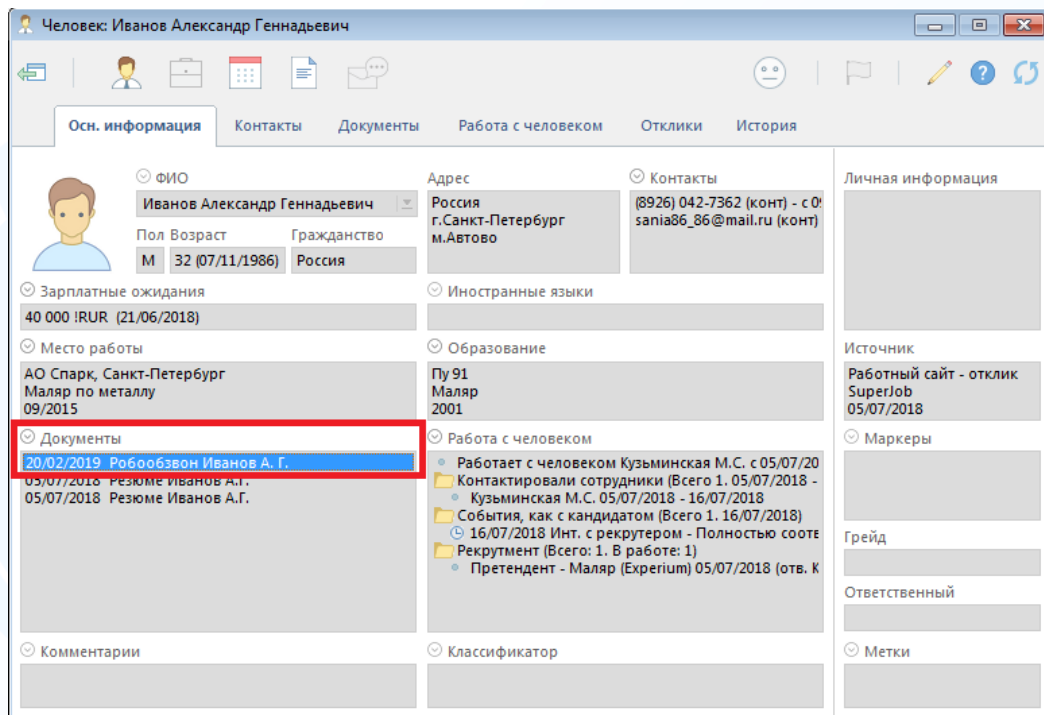 Человек: Иванов Александр Геннадьевич
Осн. информация Контакты Документы Работа с человеком Отклики История
ФИО
Иванов Александр Геннадьевич
Пол Возраст Гражданство
М 32 (07/11/1986) Россия
Адрес
Россия
г.Санкт-Петербург
м.Автово
Контакты
(8926) 042-7362 (конт) - с
sania86_86@mail.ru (конт)
Личная информация
Зарплатные ожидания
40 000 !RUR (21/06/2018)
Иностранные языки
Место работы
АО Спарк, Санкт-Петербург
Маляр по металлу
09/2015
Образование
Пу 91
Маляр
2001
Источник
Работный сайт - отклик
SuperJob
05/07/2018
Документы
20/02/2019 Робообзвон Иванов А. Г.
05/07/2018 Резюме Иванов А.Г.
05/07/2018 Резюме Иванов А.Г.
Работа с человеком
Работает с человеком Кузьминская М.С. с 05/07/20
Контактировали сотрудники (Всего 1. 05/07/2018 -
Кузьминская М.С. 05/07/2018 - 16/07/2018
События, как с кандидатом (Всего 1. 16/07/2018)
16/07/2018 Инт. с рекрутером - Полностью соотв
Рекрутмент (Всего: 1. В работе: 1)
Претендент - Маляр (Experium) 05/07/2018 (отв. К
Маркеры
Грейд
Ответственный
Комментарии
Классификатор
Метки